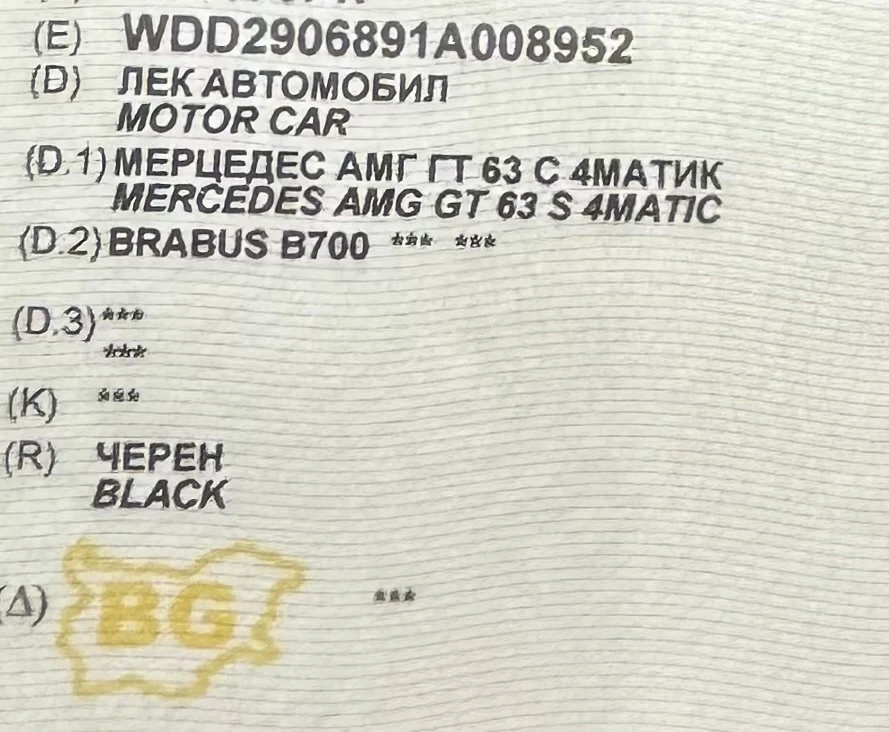 (E) WDD2906891A008952
(D) ЛЕК АВТОМОБИЛ
MOTOR CAR
(D.1) МЕРЦЕДЕС АМГ ГТ 63 С 4МАТИК
MERCEDES AMG GT 63 S 4MATIC
(D.2) BRABUS B700 *** ***
(D.3) ***
***
(K) ***
(R) ЧЕРЕН
BLACK
(A) BG ***